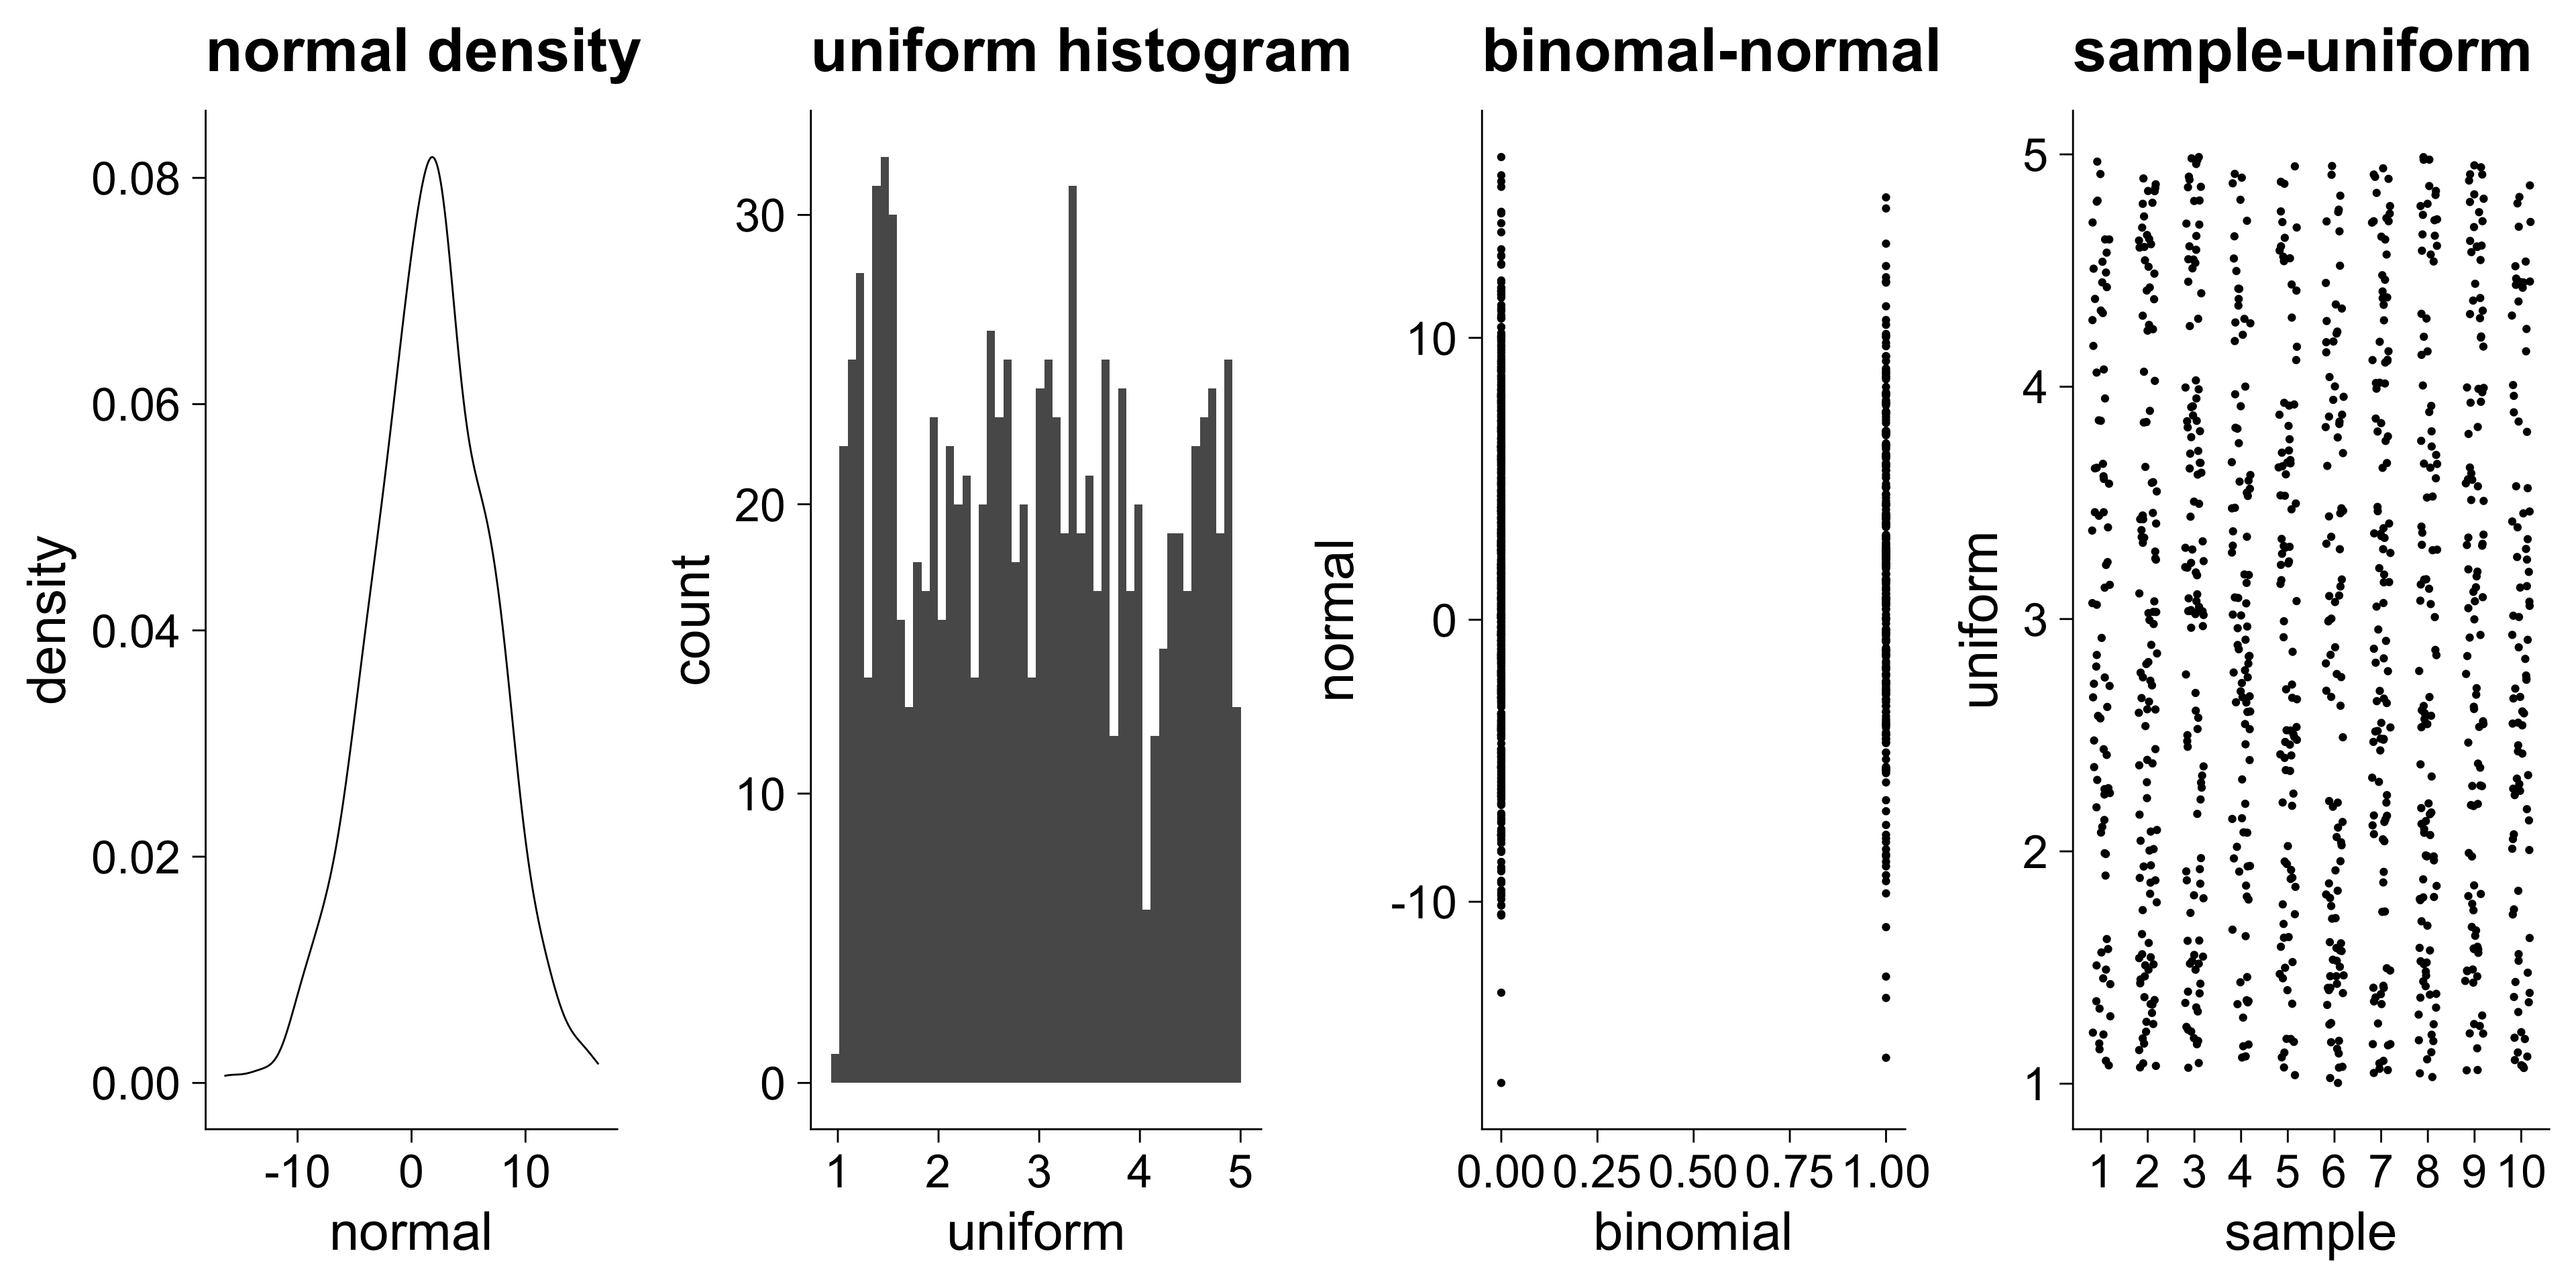 normal density
density
0.08
0.06
0.04
0.02
0.00
-10 0 10
normal
uniform histogram
count
30
20
10
0
1 2 3 4 5
uniform
binomal-normal
normal
10
0
-10
0.00 0.25 0.50 0.75 1.00
binomial
sample-uniform
uniform
5
4
3
2
1
1 2 3 4 5 6 7 8 9 10
sample